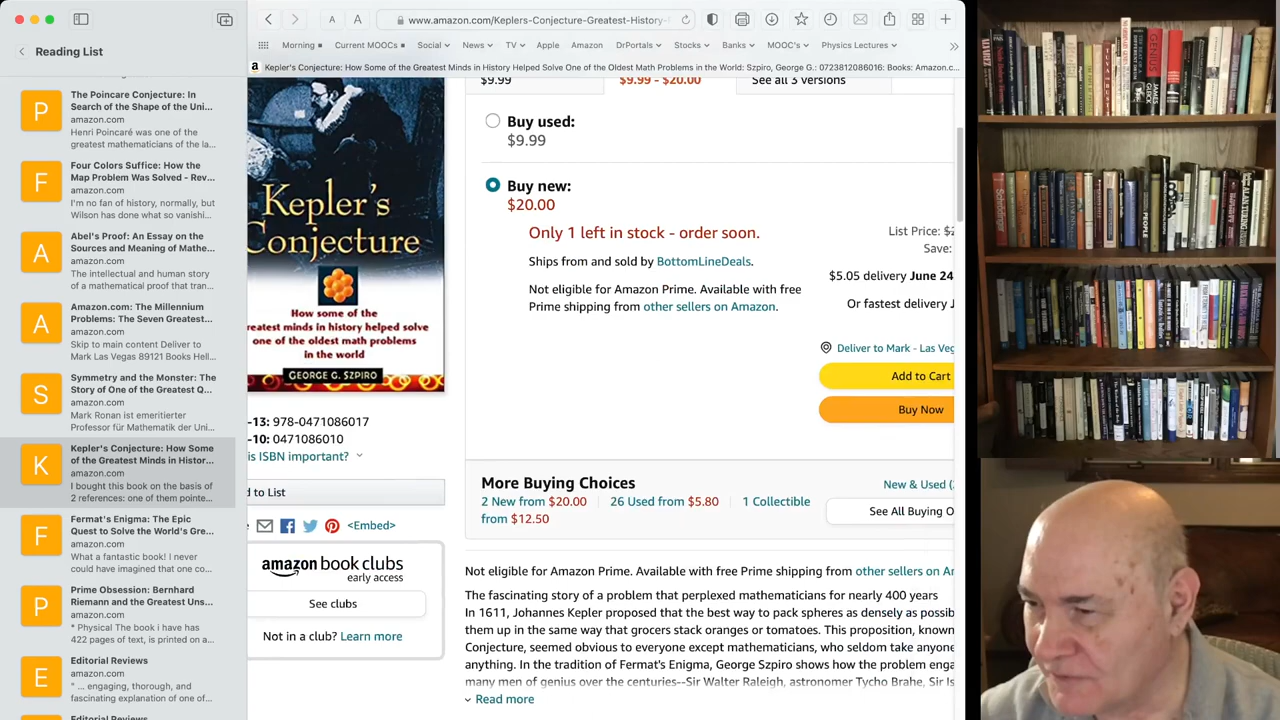 Reading List
The Poincare Conjecture: In
Search of the Shape of the Uni...
amazon.com
Henri Poincaré was one of the
greatest mathematicians of the la...
Four Colors Suffice: How the
Map Problem Was Solved - Rev...
amazon.com
I'm no fan of history, normally, but
Wilson has done what so vanishi...
Abel's Proof: An Essay on the
Sources and Meaning of Mathe...
amazon.com
The intellectual and human story
of a mathematical proof that tran...
Amazon.com: The Millennium
Problems: The Seven Greatest...
amazon.com
Skip to main content Deliver to
Mark Las Vegas 89121 Books Hell...
Symmetry and the Monster: The
Story of One of the Greatest Q...
amazon.com
Mark Ronan ist emeritierter
Professor für Mathematik der Uni...
Kepler's Conjecture: How Some
of the Greatest Minds in Histor...
amazon.com
I bought this book on the basis of
2 references: one of them pointe...
Fermat's Enigma: The Epic
Quest to Solve the World's Gre...
amazon.com
What a fantastic book! I never
could have imagined that one co...
Prime Obsession: Bernhard
Riemann and the Greatest Uns...
amazon.com
* Physical The book i have has
422 pages of text, is printed on a...
Editorial Reviews
amazon.com
" ... engaging, thorough, and
fascinating explanation of one of...
Editorial Reviews
P
F
A
A
S
K
F
P
E
A A www.amazon.com/Keplers-Conjecture-Greatest-History-
Morning Current MOOCs Social News TV Apple Amazon DrPortals Stocks Banks MOOC's Physics Lectures
a Kepler's Conjecture: How Some of the Greatest Minds in History Helped Solve One of the Oldest Math Problems in the World: Szpiro, George G.: 0723812086016; Books: Amazon.c...
$9.99 $9.99 - $20.00 See all 3 versions
Kepler's
Conjecture
How some of the
reatest minds in history helped solve
one of the oldest math problems
in the world
GEORGE G. SZPIRO
-13: 978-0471086017
-10: 0471086010
is ISBN important?
d to List
<Embed>
amazon book clubs
early access
See clubs
Not in a club? Learn more
Buy used:
$9.99
Buy new:
$20.00
Only 1 left in stock - order soon.
Ships from and sold by BottomLineDeals.
Not eligible for Amazon Prime. Available with free
Prime shipping from other sellers on Amazon.
List Price: $2
Save:
$5.05 delivery June 24
Or fastest delivery J
Deliver to Mark - Las Veg
Add to Cart
Buy Now
More Buying Choices
2 New from $20.00 26 Used from $5.80 1 Collectible
from $12.50
New & Used (
See All Buying O
Not eligible for Amazon Prime. Available with free Prime shipping from other sellers on Am
The fascinating story of a problem that perplexed mathematicians for nearly 400 years
In 1611, Johannes Kepler proposed that the best way to pack spheres as densely as possib
them up in the same way that grocers stack oranges or tomatoes. This proposition, known
Conjecture, seemed obvious to everyone except mathematicians, who seldom take anyone
anything. In the tradition of Fermat's Enigma, George Szpiro shows how the problem enga
many men of genius over the centuries--Sir Walter Raleigh, astronomer Tycho Brahe, Sir Is
Read more
GENIUS
JAMES
GLEICK
PEOPLE
ALAN TURING